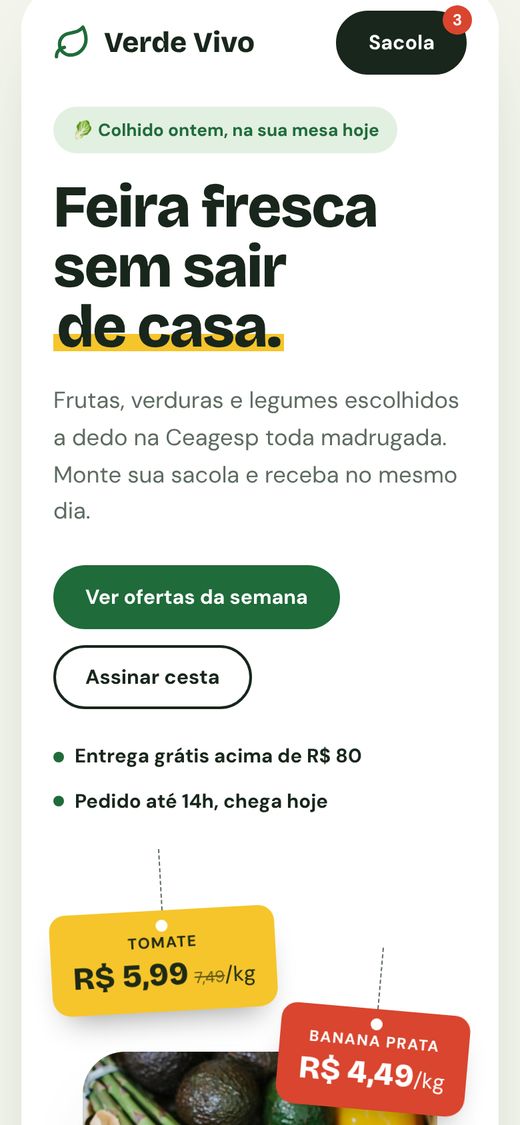 Verde Vivo
Sacola
3
🥬 Colhido ontem, na sua mesa hoje
Feira fresca
sem sair
de casa.
Frutas, verduras e legumes escolhidos
a dedo na Ceagesp toda madrugada.
Monte sua sacola e receba no mesmo
dia.
Ver ofertas da semana
Assinar cesta
Entrega grátis acima de R$ 80
Pedido até 14h, chega hoje
TOMATE
R$ 5,99 7,49/kg
BANANA PRATA
R$ 4,49/kg